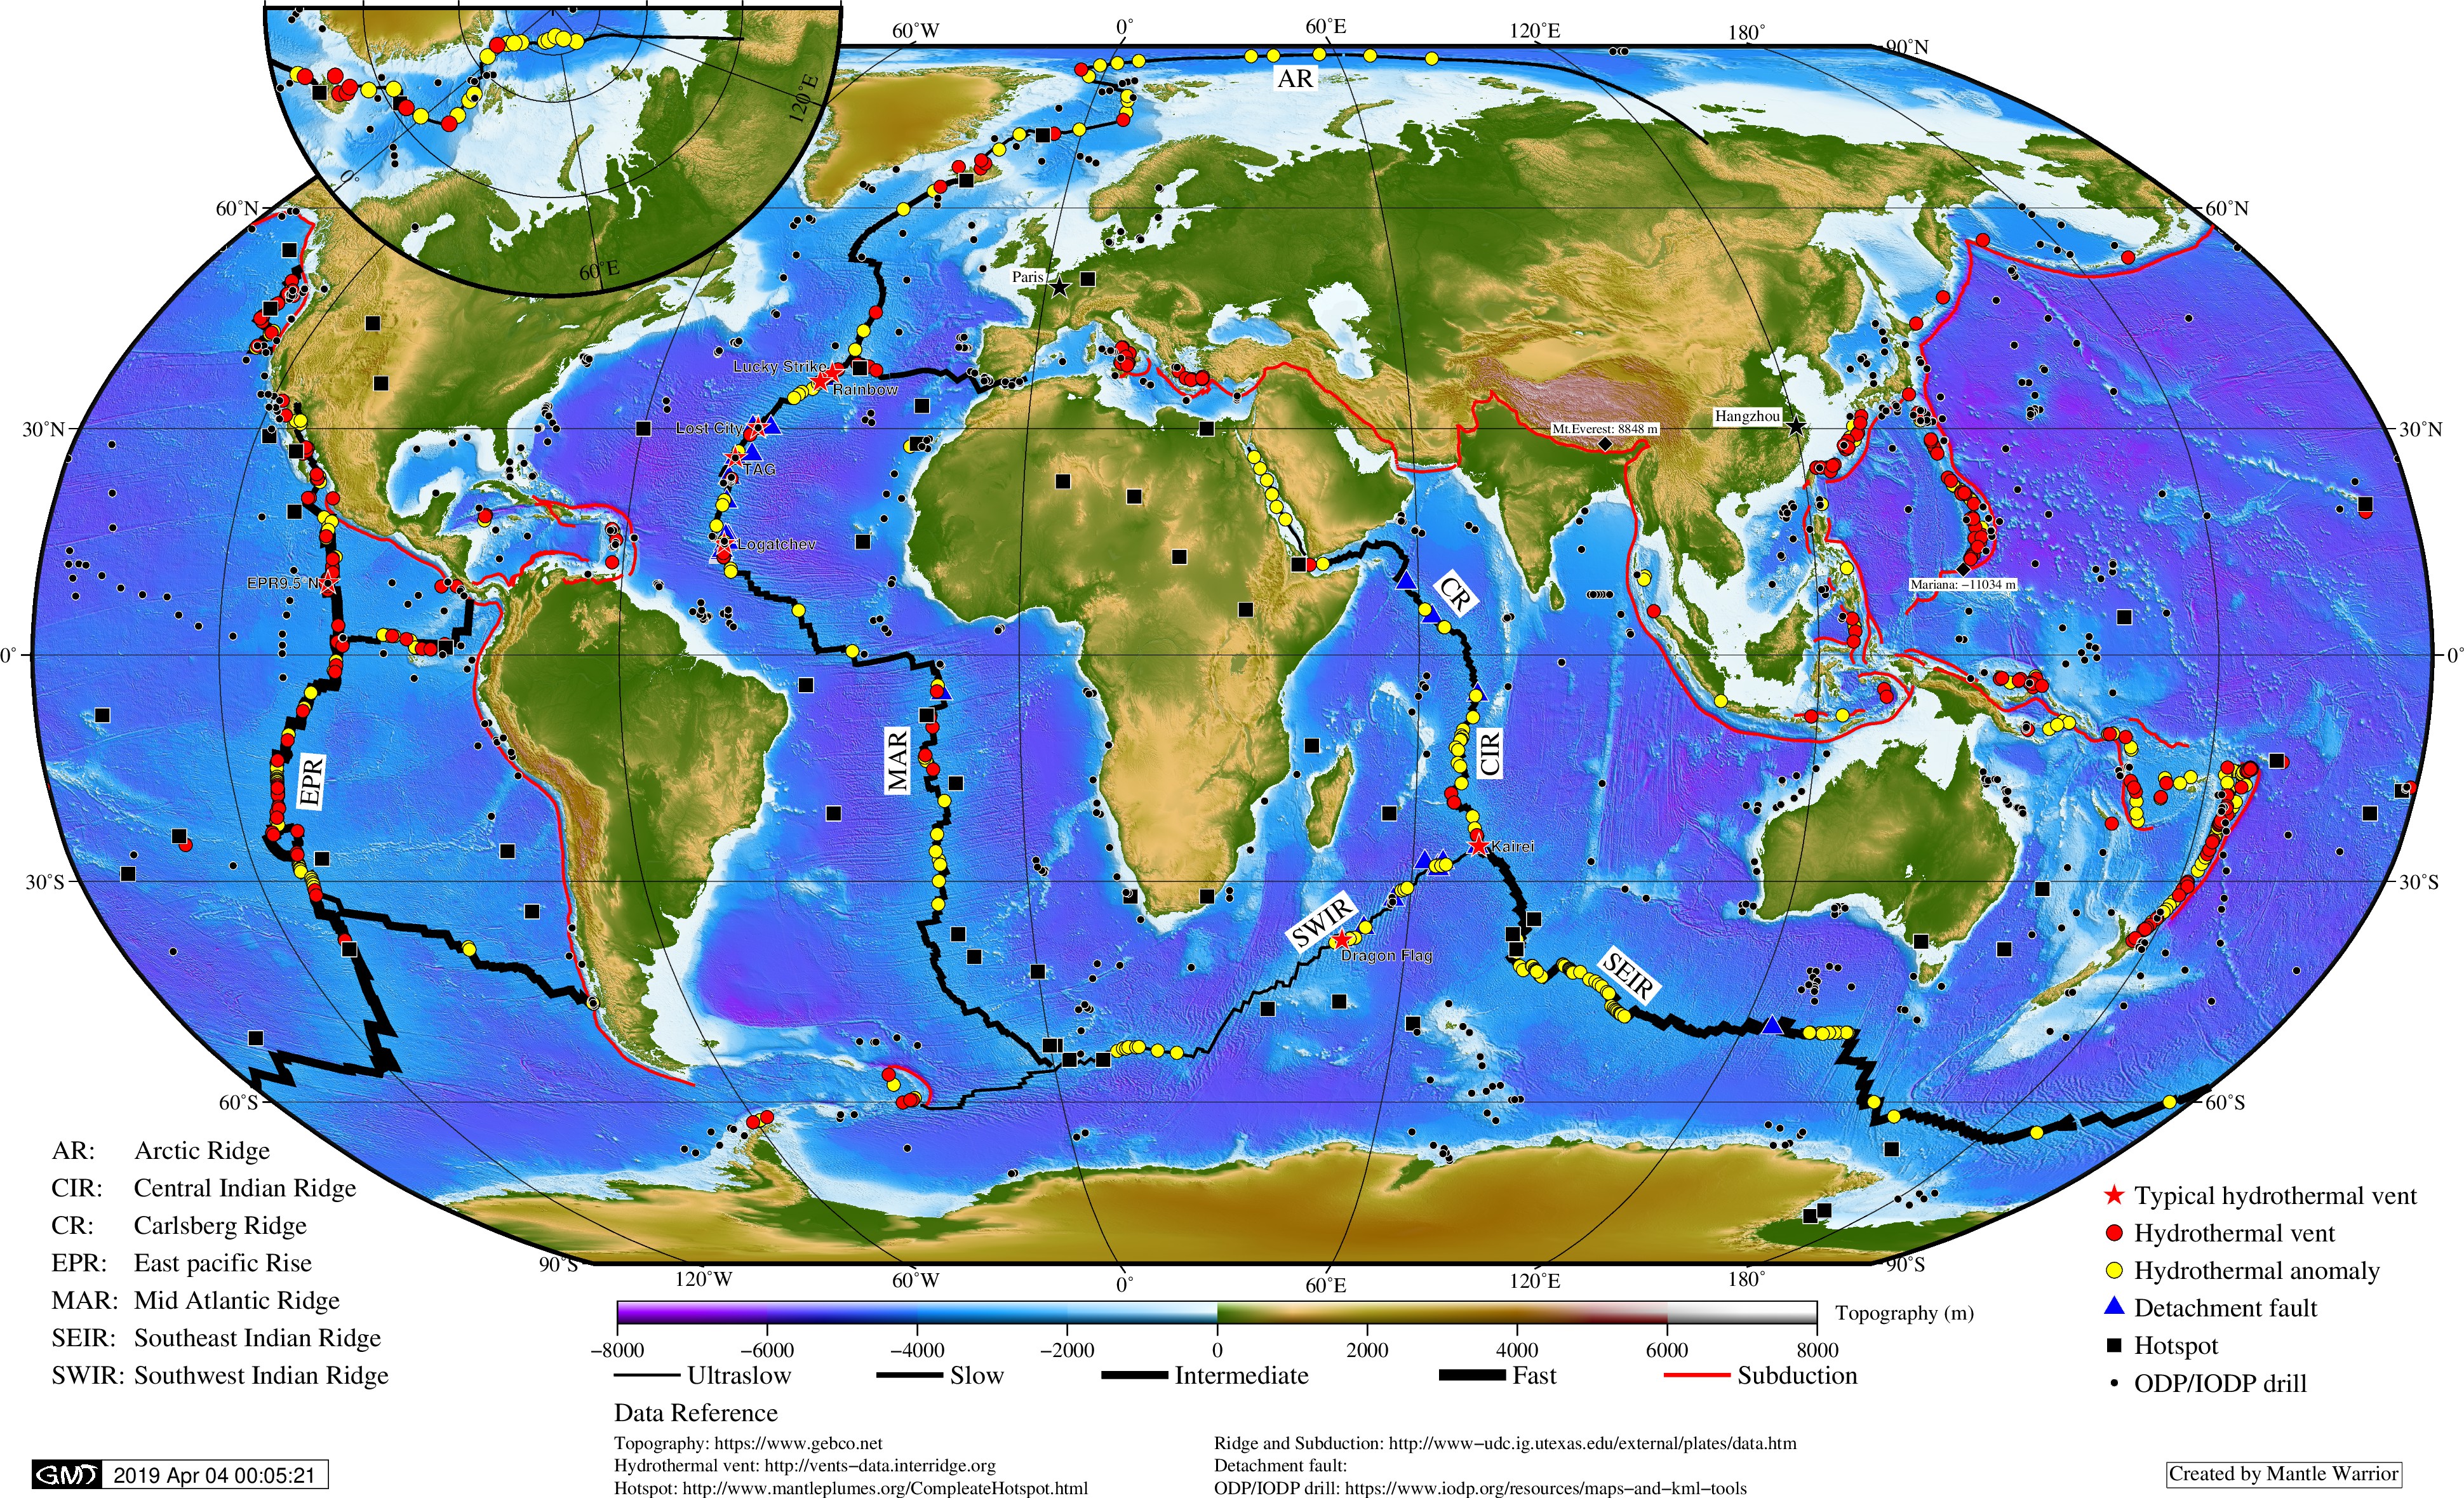 60°W
0°
60°E
120°E
180°
90°N
AR
120°E
0°
60°E
60°N
60°N
Paris
Lucky Strike
Rainbow
Hangzhou
Mt.Everest: 8848 m
30°N
Lost City
30°N
TAG
Logatchev
EPR9.5°N
CR
Mariana: −11034 m
0°
0°
EPR
MAR
CIR
Kairei
30°S
30°S
SWIR
Dragon Flag
SEIR
60°S
60°S
90°S
120°W
60°W
0°
60°E
120°E
180°
90°S
AR: Arctic Ridge
CIR: Central Indian Ridge
CR: Carlsberg Ridge
EPR: East pacific Rise
MAR: Mid Atlantic Ridge
SEIR: Southeast Indian Ridge
SWIR: Southwest Indian Ridge
Typical hydrothermal vent
Hydrothermal vent
Hydrothermal anomaly
Detachment fault
Hotspot
ODP/IODP drill
Topography (m)
−8000 −6000 −4000 −2000 0 2000 4000 6000 8000
Ultraslow Slow Intermediate Fast Subduction
Data Reference
Topography: https://www.gebco.net
Hydrothermal vent: http://vents−data.interridge.org
Hotspot: http://www.mantleplumes.org/CompleateHotspot.html
Ridge and Subduction: http://www−udc.ig.utexas.edu/external/plates/data.htm
Detachment fault:
ODP/IODP drill: https://www.iodp.org/resources/maps−and−kml−tools
GMT 2019 Apr 04 00:05:21
Created by Mantle Warrior